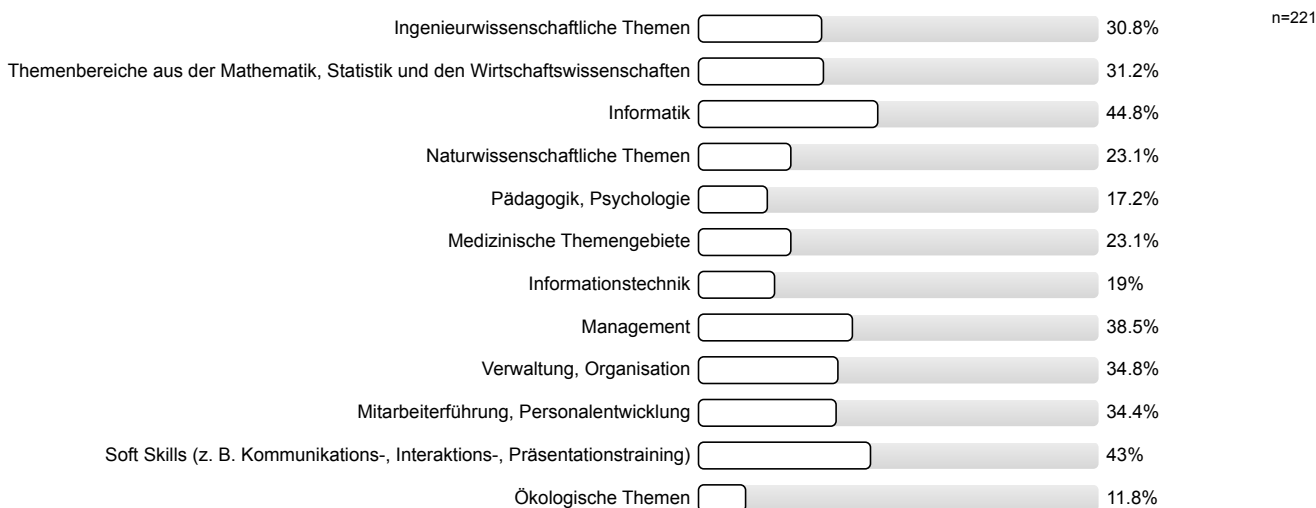 n=221
Ingenieurwissenschaftliche Themen 30.8%
Themenbereiche aus der Mathematik, Statistik und den Wirtschaftswissenschaften 31.2%
Informatik 44.8%
Naturwissenschaftliche Themen 23.1%
Pädagogik, Psychologie 17.2%
Medizinische Themengebiete 23.1%
Informationstechnik 19%
Management 38.5%
Verwaltung, Organisation 34.8%
Mitarbeiterführung, Personalentwicklung 34.4%
Soft Skills (z. B. Kommunikations-, Interaktions-, Präsentationstraining) 43%
Ökologische Themen 11.8%